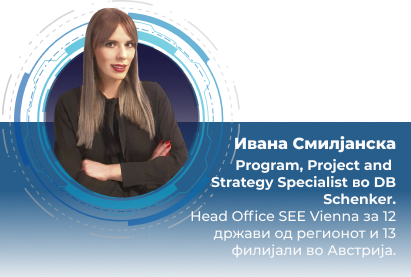 Ивана Смилјанска
Program, Project and
Strategy Specialist во DB
Schenker.
Head Office SEE Vienna за 12
држави од регионот и 13
филијали во Австрија.